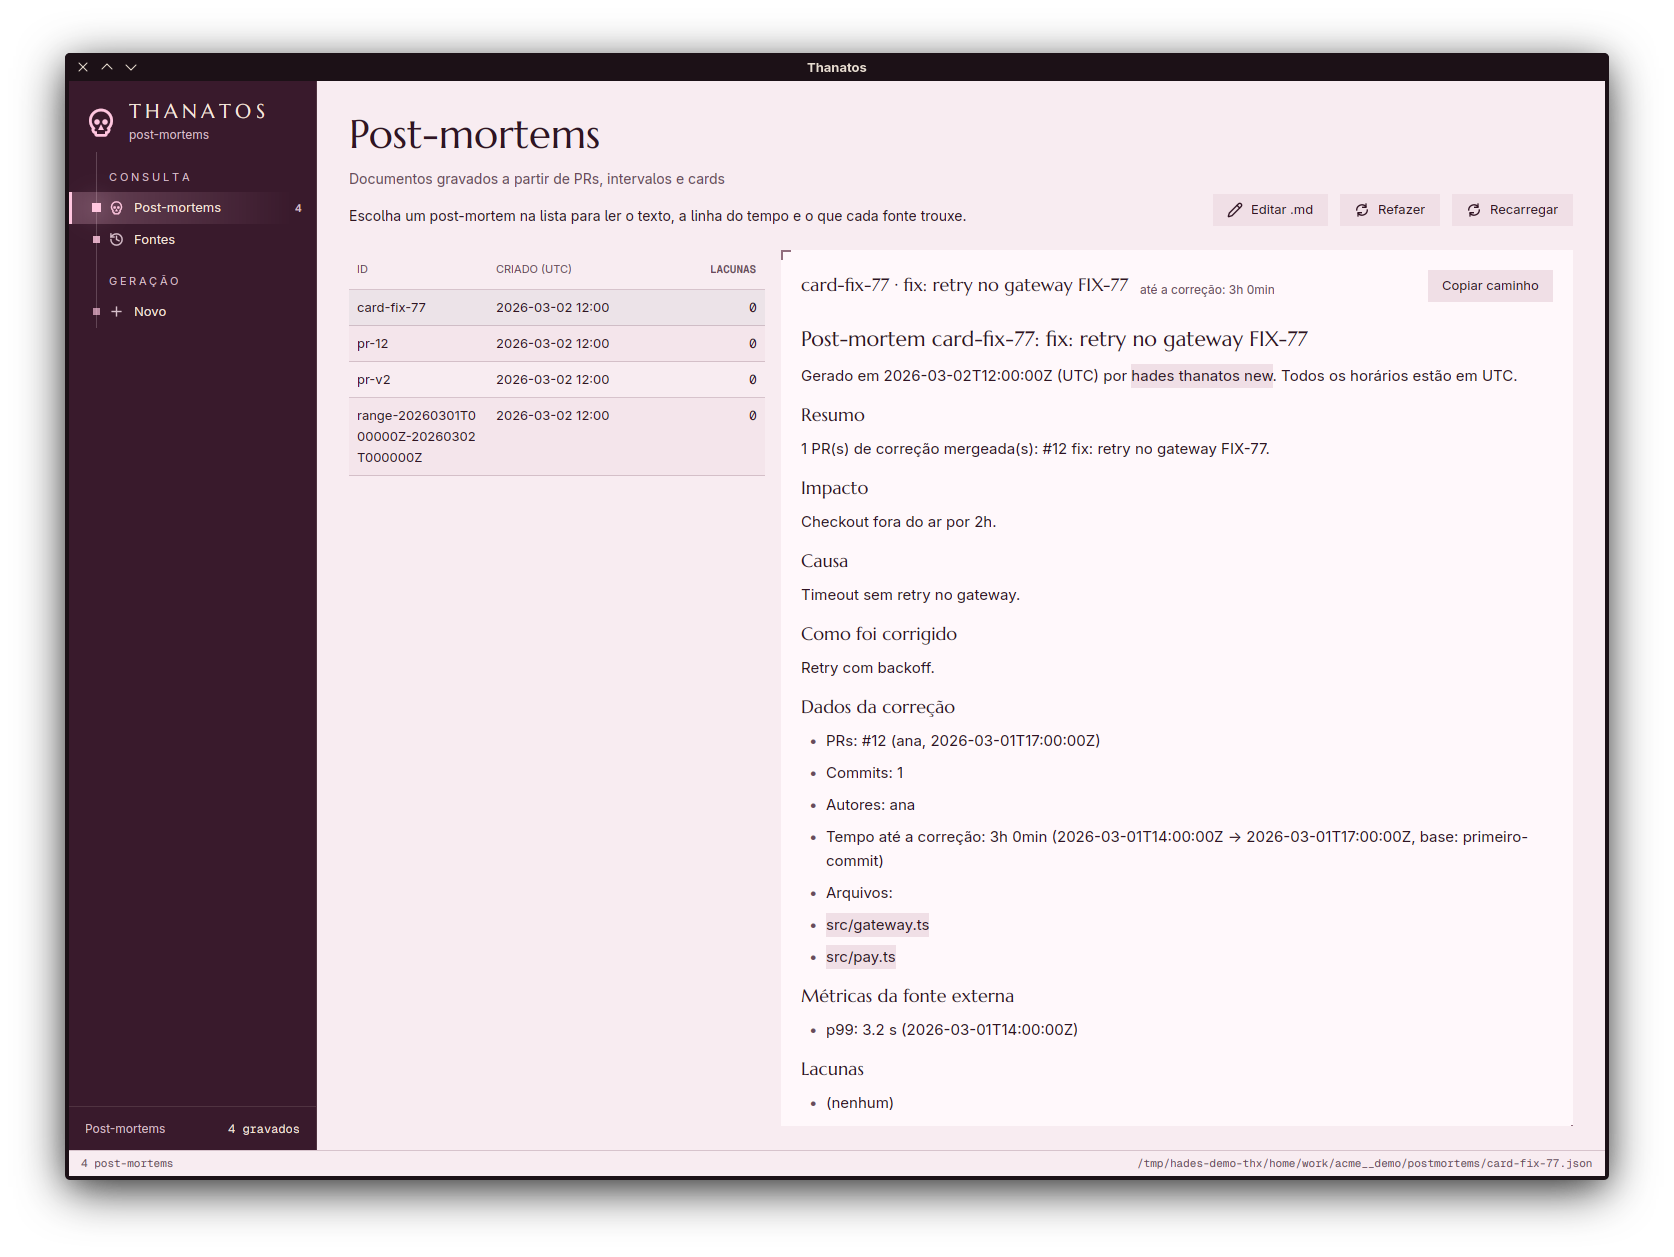 Thanatos
THANATOS
post-mortems
CONSULTA
Post-mortems 4
Fontes
GERAÇÃO
Novo
Post-mortems 4 gravados
Post-mortems
Documentos gravados a partir de PRs, intervalos e cards
Escolha um post-mortem na lista para ler o texto, a linha do tempo e o que cada fonte trouxe.
Editar .md
Refazer
Recarregar
ID CRIADO (UTC) LACUNAS
card-fix-77 2026-03-02 12:00 0
pr-12 2026-03-02 12:00 0
pr-v2 2026-03-02 12:00 0
range-20260301T0 2026-03-02 12:00 0
00000Z-20260302
T000000Z
card-fix-77 · fix: retry no gateway FIX-77 até a correção: 3h 0min
Copiar caminho
Post-mortem card-fix-77: fix: retry no gateway FIX-77
Gerado em 2026-03-02T12:00:00Z (UTC) por hades thanatos new. Todos os horários estão em UTC.
Resumo
1 PR(s) de correção mergeada(s): #12 fix: retry no gateway FIX-77.
Impacto
Checkout fora do ar por 2h.
Causa
Timeout sem retry no gateway.
Como foi corrigido
Retry com backoff.
Dados da correção
• PRs: #12 (ana, 2026-03-01T17:00:00Z)
• Commits: 1
• Autores: ana
• Tempo até a correção: 3h 0min (2026-03-01T14:00:00Z → 2026-03-01T17:00:00Z, base: primeiro-
commit)
• Arquivos:
• src/gateway.ts
• src/pay.ts
Métricas da fonte externa
• p99: 3.2 s (2026-03-01T14:00:00Z)
Lacunas
• (nenhum)
4 post-mortems
/tmp/hades-demo-thx/home/work/acme__demo/postmortems/card-fix-77.json